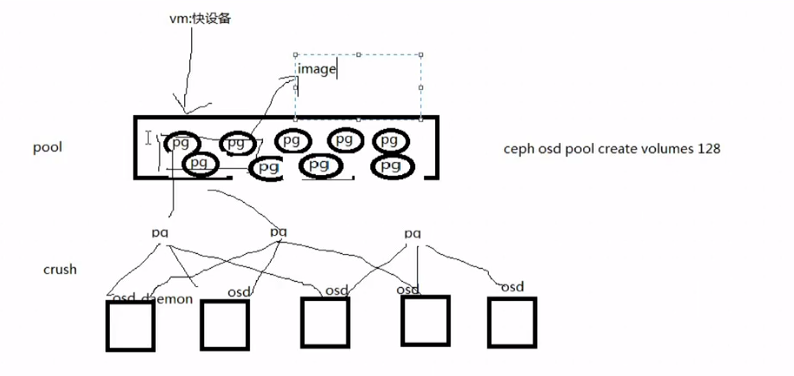 vm:快设备
image
pg pg pg pg pg
pool
ceph osd pool create volumes 128
pg pg pg pg
pg pg pg
crush
osd daemon osd osd osd osd